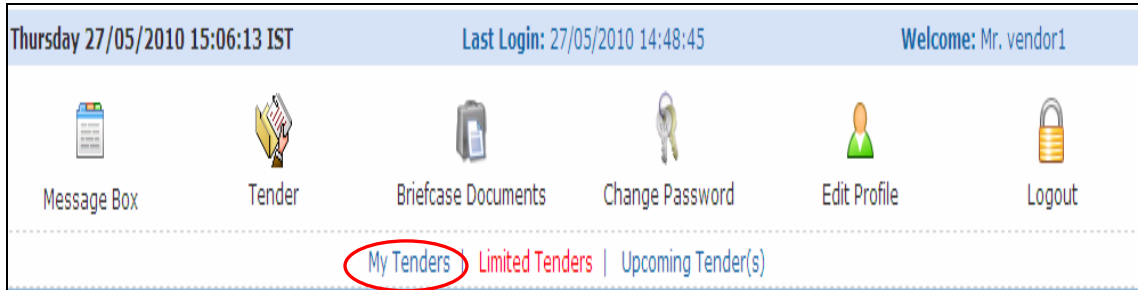 Thursday 27/05/2010 15:06:13 IST Last Login: 27/05/2010 14:48:45 Welcome: Mr. vendor1
Message Box Tender Briefcase Documents Change Password Edit Profile Logout
My Tenders | Limited Tenders | Upcoming Tender(s)